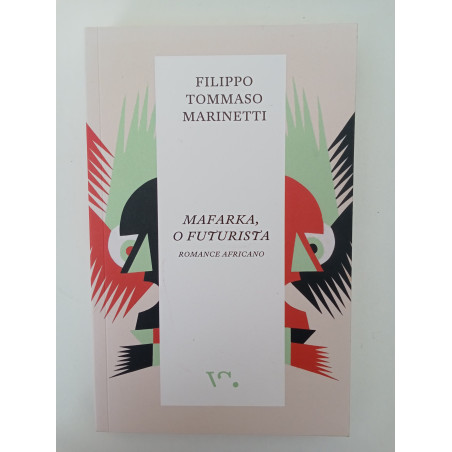 FILIPPO
TOMMASO
MARINETTI
MAFARKA,
O FUTURISTA
ROMANCE AFRICANO